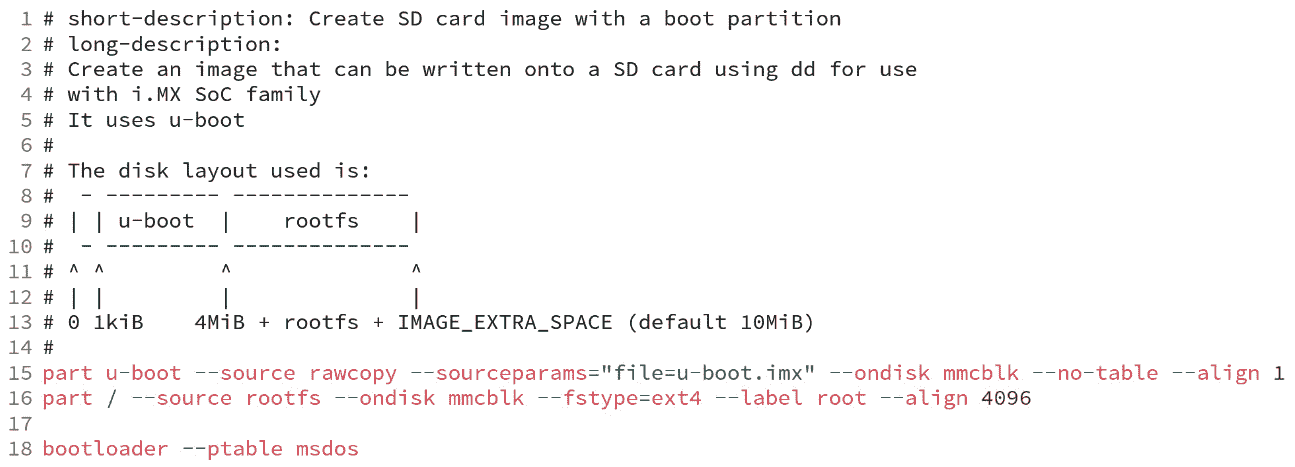 1 # short-description: Create SD card image with a boot partition
2 # long-description:
3 # Create an image that can be written onto a SD card using dd for use
4 # with i.MX SoC family
5 # It uses u-boot
6 #
7 # The disk layout used is:
8 #  - --------- --------------
9 # | | u-boot  |    rootfs    |
10 #  - --------- --------------
11 # ^ ^         ^              ^
12 # | |         |              |
13 # 0 1kiB    4MiB + rootfs + IMAGE_EXTRA_SPACE (default 10MiB)
14 #
15 part u-boot --source rawcopy --sourceparams="file=u-boot.imx" --ondisk mmcblk --no-table --align 1
16 part / --source rootfs --ondisk mmcblk --fstype=ext4 --label root --align 4096
17
18 bootloader --ptable msdos